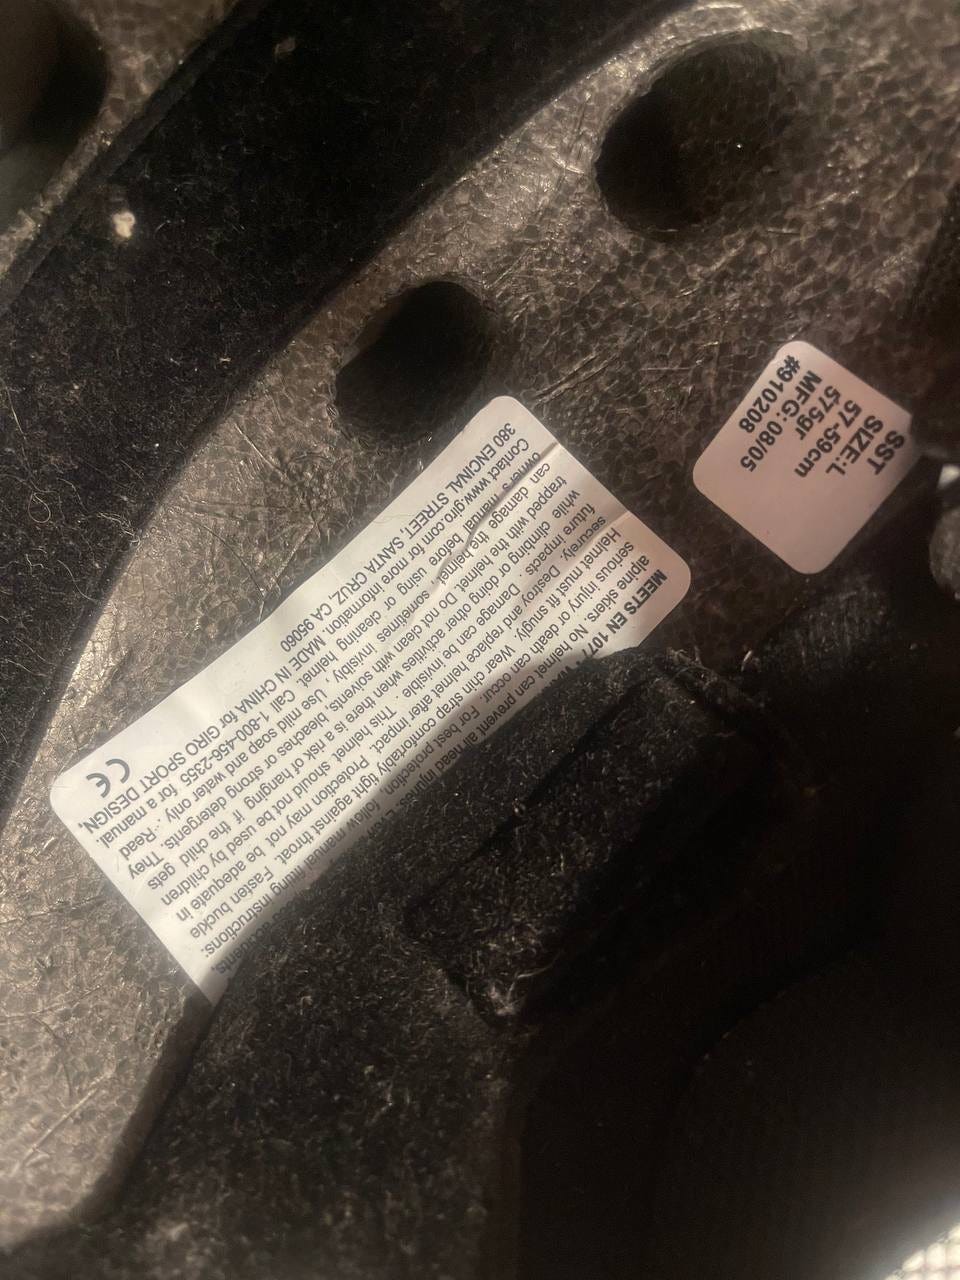 SST
SIZE:L
57-59cm
575gr
MFG: 08/05
#910208
MEETS EN 1077
alpine skiers. No helmet can prevent all head injuries.
serious injury or death can occur. For best protection, follow manual fitting instructions:
Helmet must fit snugly. Wear chin strap comfortably tight against throat. Fasten buckle
securely. Destroy and replace helmet after impact. Protection may not be adequate in
future impacts. Damage can be invisible. This helmet should not be used by children
while climbing or doing other activities when there is a risk of hanging if the child gets
trapped with the helmet. Do not clean with solvents, bleaches or strong detergents They
can damage the helmet sometimes invisibly, Use mild soap and water only. Read
owner's manual before using or cleaning helmet. Call 1-800-456-2355 for a manual.
Contact www.giro.com for more information. MADE IN CHINA for GIRO SPORT DESIGN,
380 ENCINAL STREET, SANTA CRUZ, CA 95060
CE